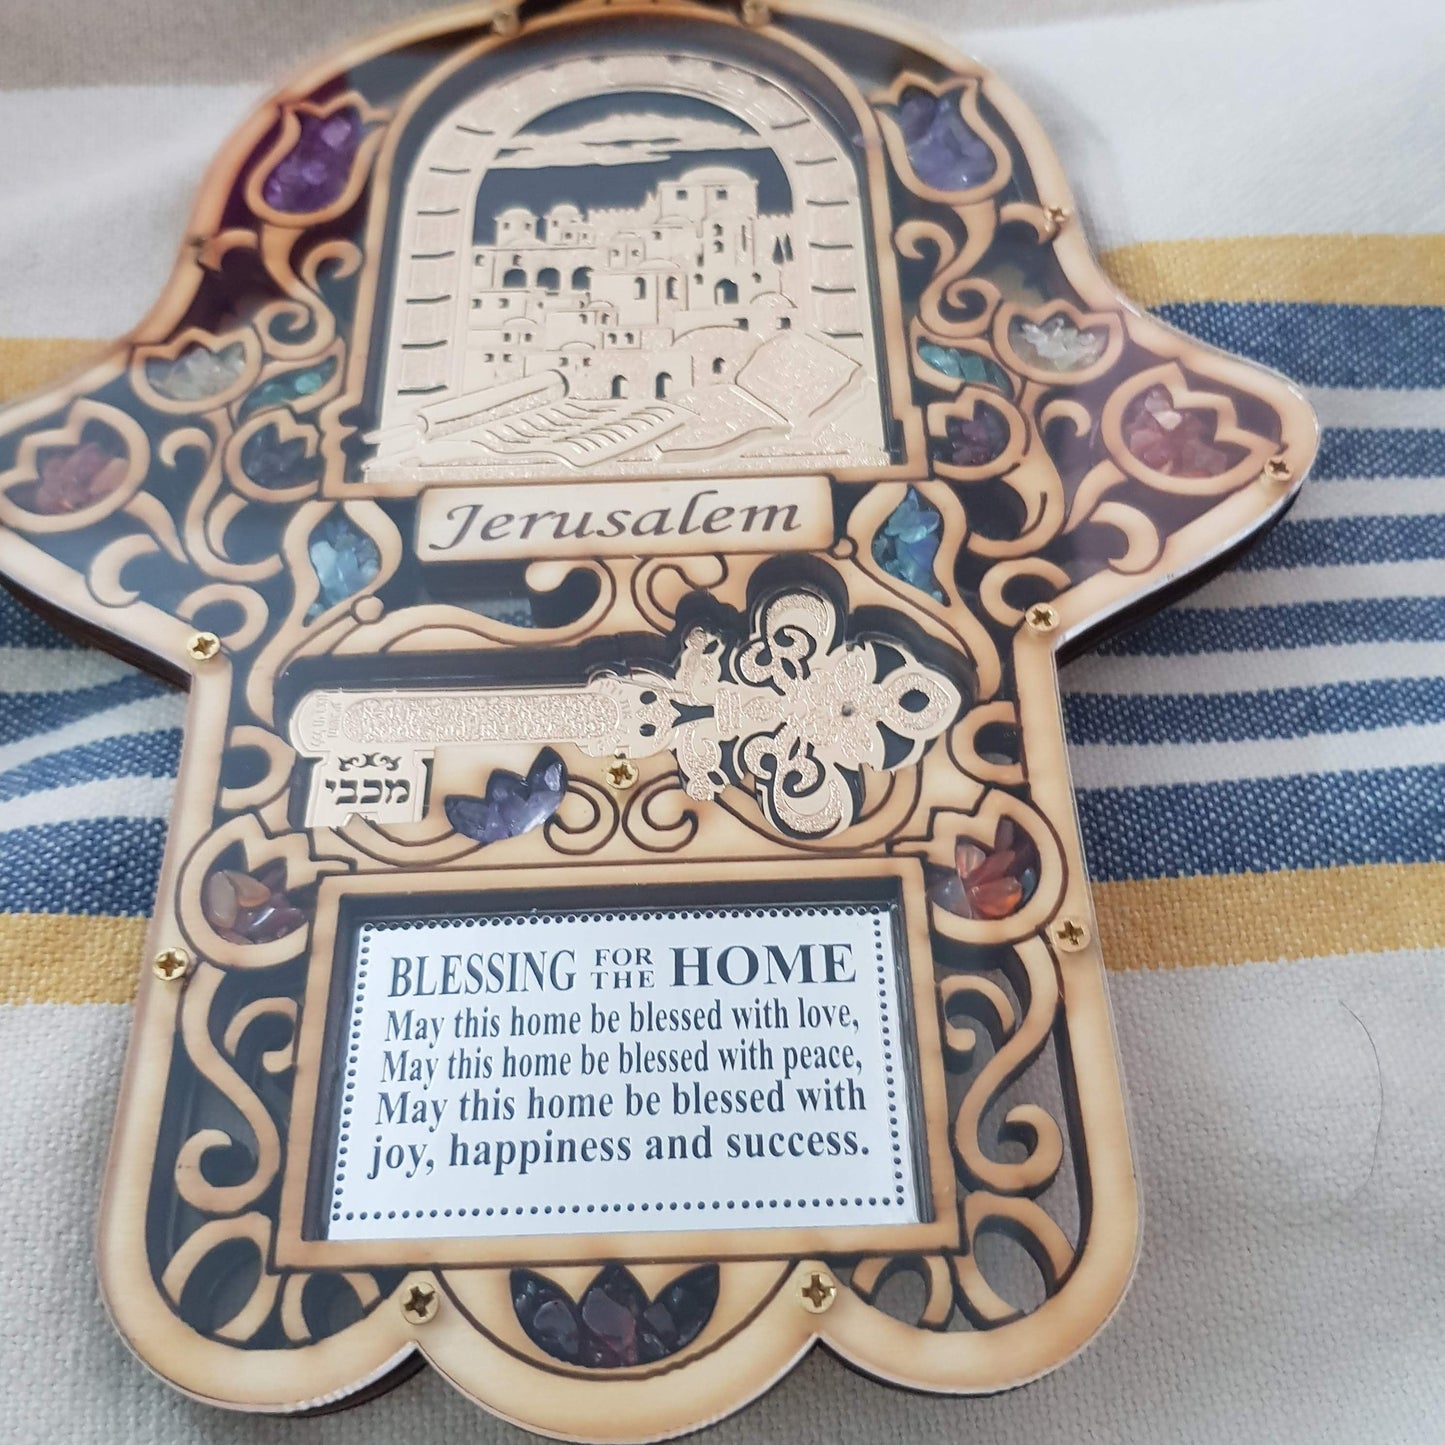 Jerusalem
מכבי
BLESSING FOR THE HOME
May this home be blessed with love,
May this home be blessed with peace,
May this home be blessed with
joy, happiness and success.